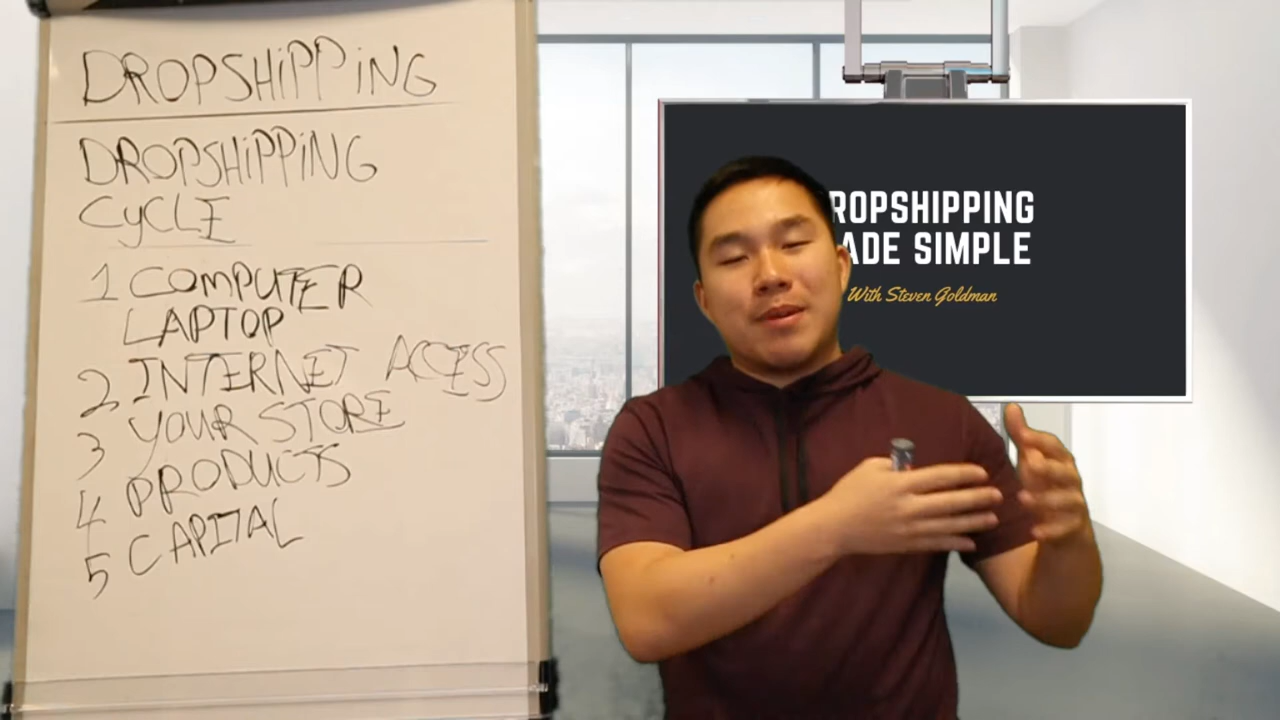 DROPSHiPPiNG
DROPSHiPPiNG
CyCLE
1 COMPUTER
LAPTOP
2 INTERNET ACCESS
3 YOUR STORE
4 PRODUCTS
5 CAPITAL
ROPSHIPPING
ADE SIMPLE
With Steven Goldman